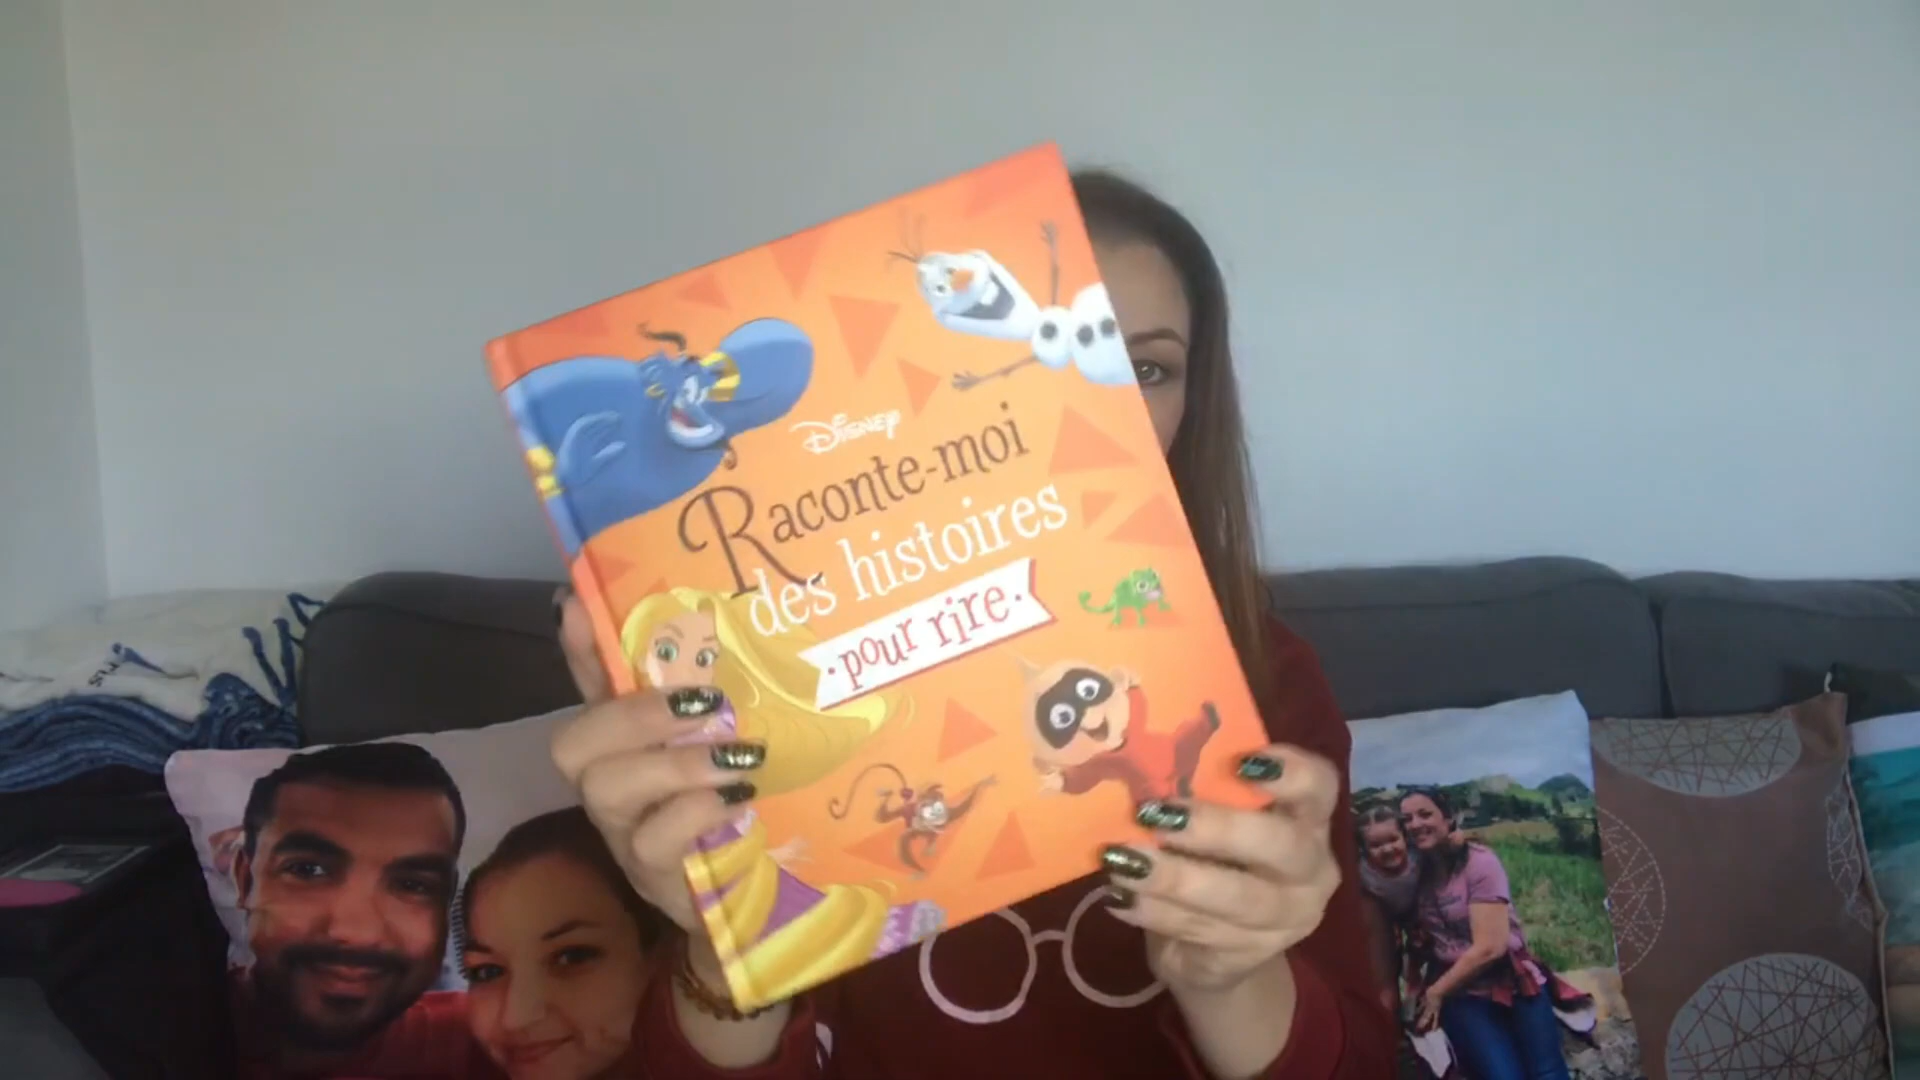 DISNEY
Raconte-moi
des histoires
• pour rire •